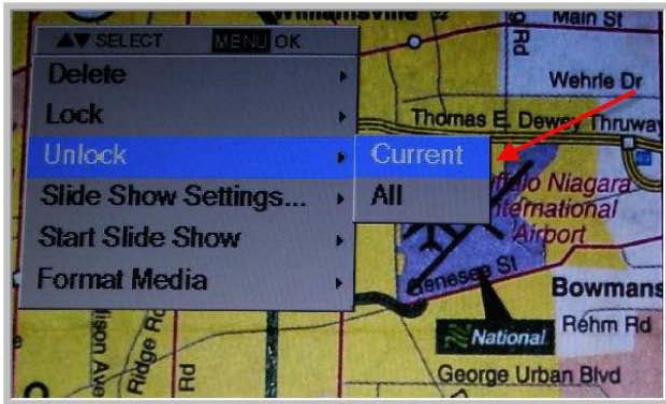 Williamsville
Main St
g Rd
▲▼ SELECT MENU OK
Wehrle Dr
Delete
Lock
Thomas E. Dewey Thruway
Unlock
Current
Slide Show Settings...
All
Niagara
International
Airport
Start Slide Show
Genesee St
Format Media
Bowmans
National
Rehm Rd
George Urban Blvd
Ridge Rd
Rd
ison Ave